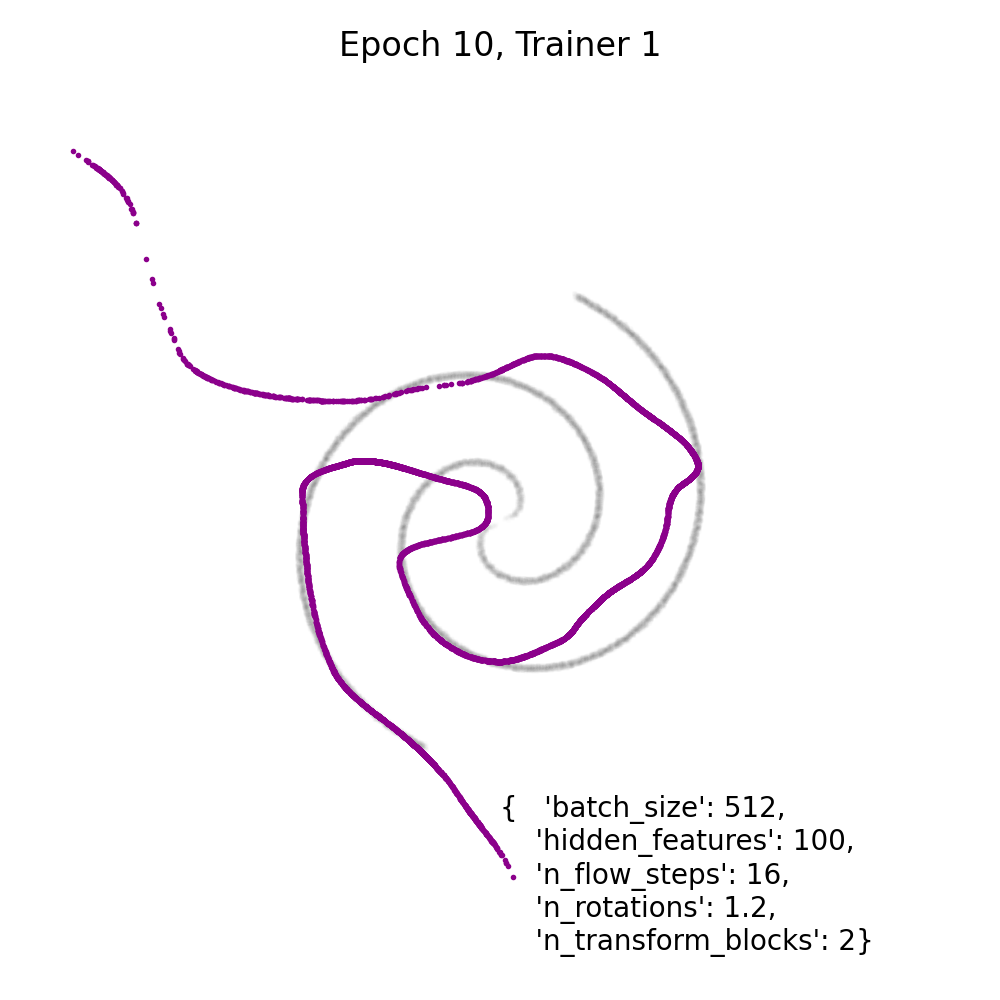 Epoch 10, Trainer 1
{   'batch_size': 512,
'hidden_features': 100,
'n_flow_steps': 16,
'n_rotations': 1.2,
'n_transform_blocks': 2}